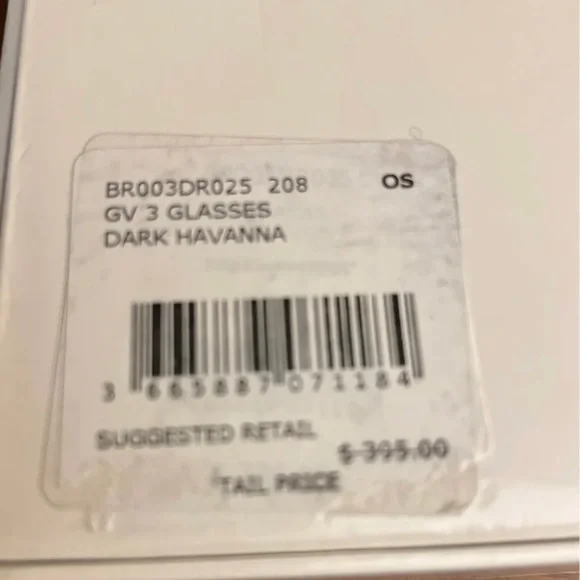 BR003DR025 208 OS
GV 3 GLASSES
DARK HAVANNA
3 665887 071184
SUGGESTED RETAIL
$ 395.00
TAIL PRICE